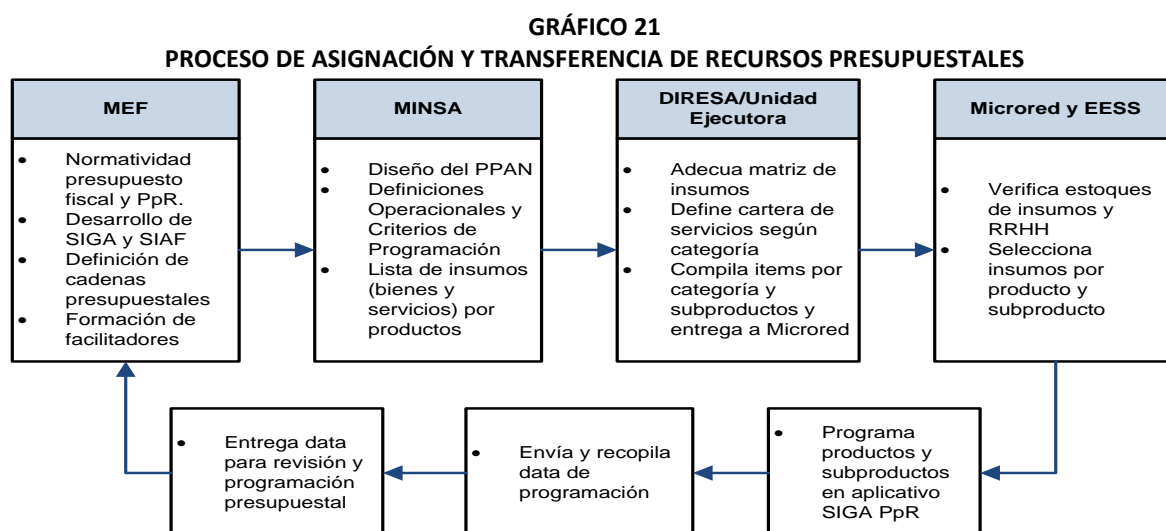 GRÁFICO 21
PROCESO DE ASIGNACIÓN Y TRANSFERENCIA DE RECURSOS PRESUPUESTALES
MEF
• Normatividad
presupuesto
fiscal y PpR.
• Desarrollo de
SIGA y SIAF
• Definición de
cadenas
presupuestales
• Formación de
facilitadores
MINSA
• Diseño del PPAN
• Definiciones
Operacionales y
Criterios de
Programación
• Lista de insumos
(bienes y
servicios) por
productos
DIRESA/Unidad
Ejecutora
• Adecua matriz de
insumos
• Define cartera de
servicios según
categoría
• Compila items por
categoría y
subproductos y
entrega a Microred
Microred y EESS
• Verifica estoques
de insumos y
RRHH
• Selecciona
insumos por
producto y
subproducto
• Programa
productos y
subproductos
en aplicativo
SIGA PpR
• Envía y recopila
data de
programación
• Entrega data
para revisión y
programación
presupuestal